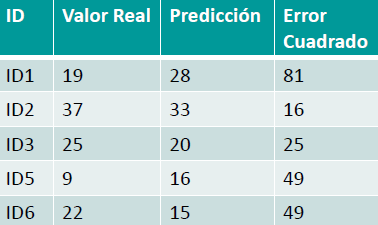 ID Valor Real Predicción Error Cuadrado
ID1 19 28 81
ID2 37 33 16
ID3 25 20 25
ID5 9 16 49
ID6 22 15 49